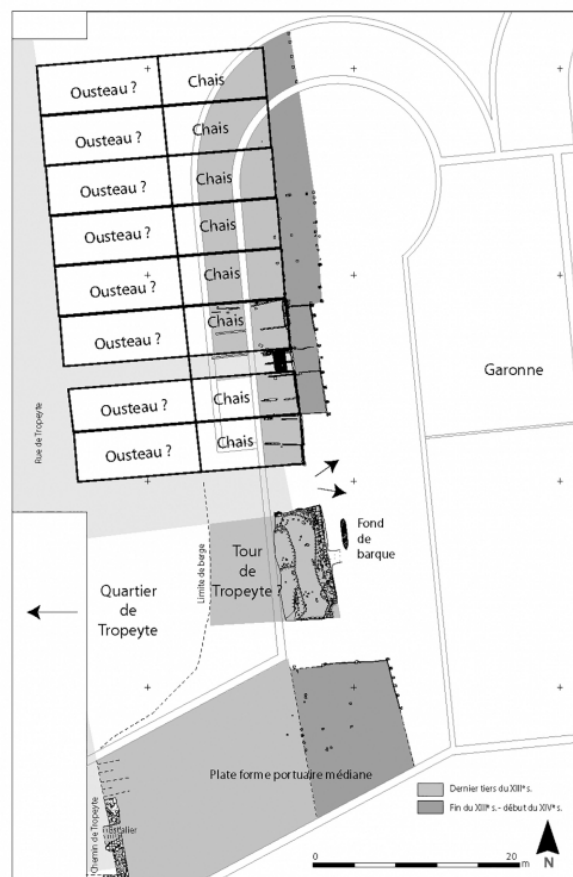 Ousteau ?
Chais
Ousteau ?
Chais
Ousteau ?
Chais
Ousteau ?
Chais
Ousteau ?
Chais
Ousteau ?
Chais
Ousteau ?
Chais
Ousteau ?
Chais
Rue de Tropeyte
Garonne
Limite de berge
Tour
de
Tropeyte ?
Fond
de
barque
Quartier
de
Tropeyte
Plate forme portuaire médiane
Chemin de Tropeyte
Escalier
Dernier tiers du XIIIe s.
Fin du XIIIe s. - début du XIVe s.
0
20
m
N